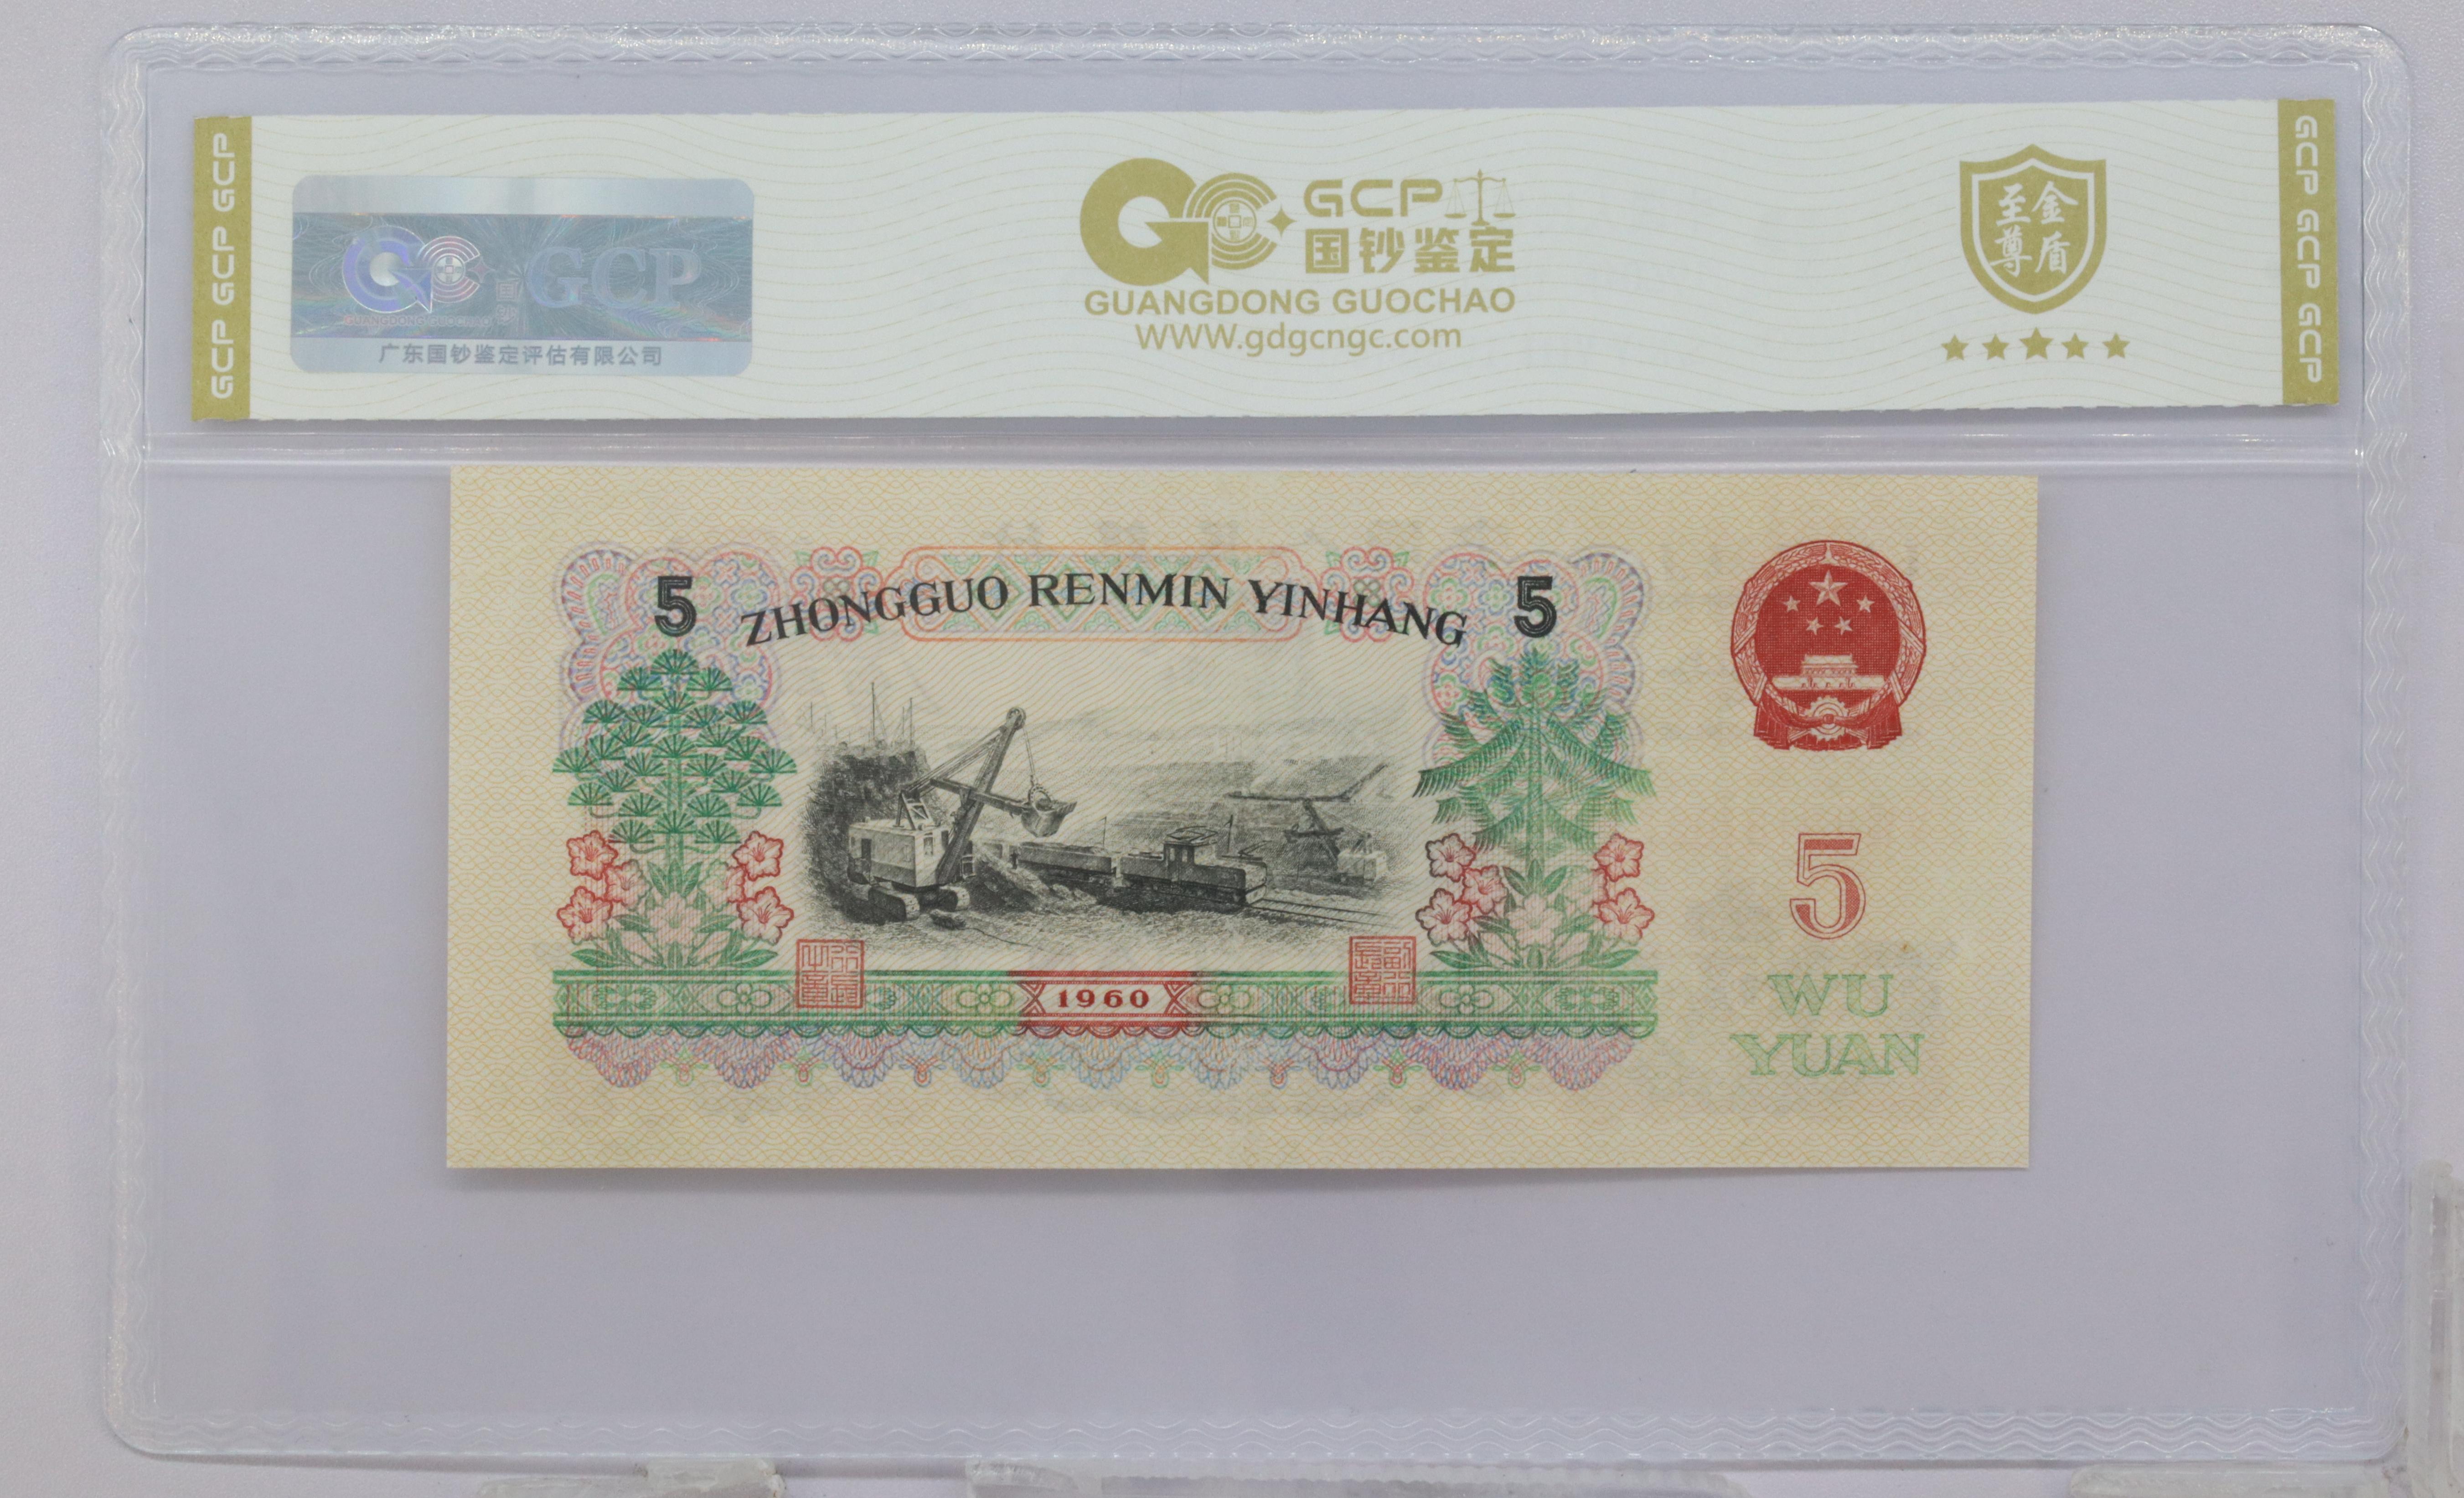 GCP GCP GCP
GCP
GUANGDONG GUOCHAO
广东国钞鉴定评估有限公司
GCP
国钞鉴定
GUANGDONG GUOCHAO
WWW.gdgcngc.com
至尊
金盾
GCP GCP GCP
5 ZHONGGUO RENMIN YINHANG 5
1960
5
WU
YUAN